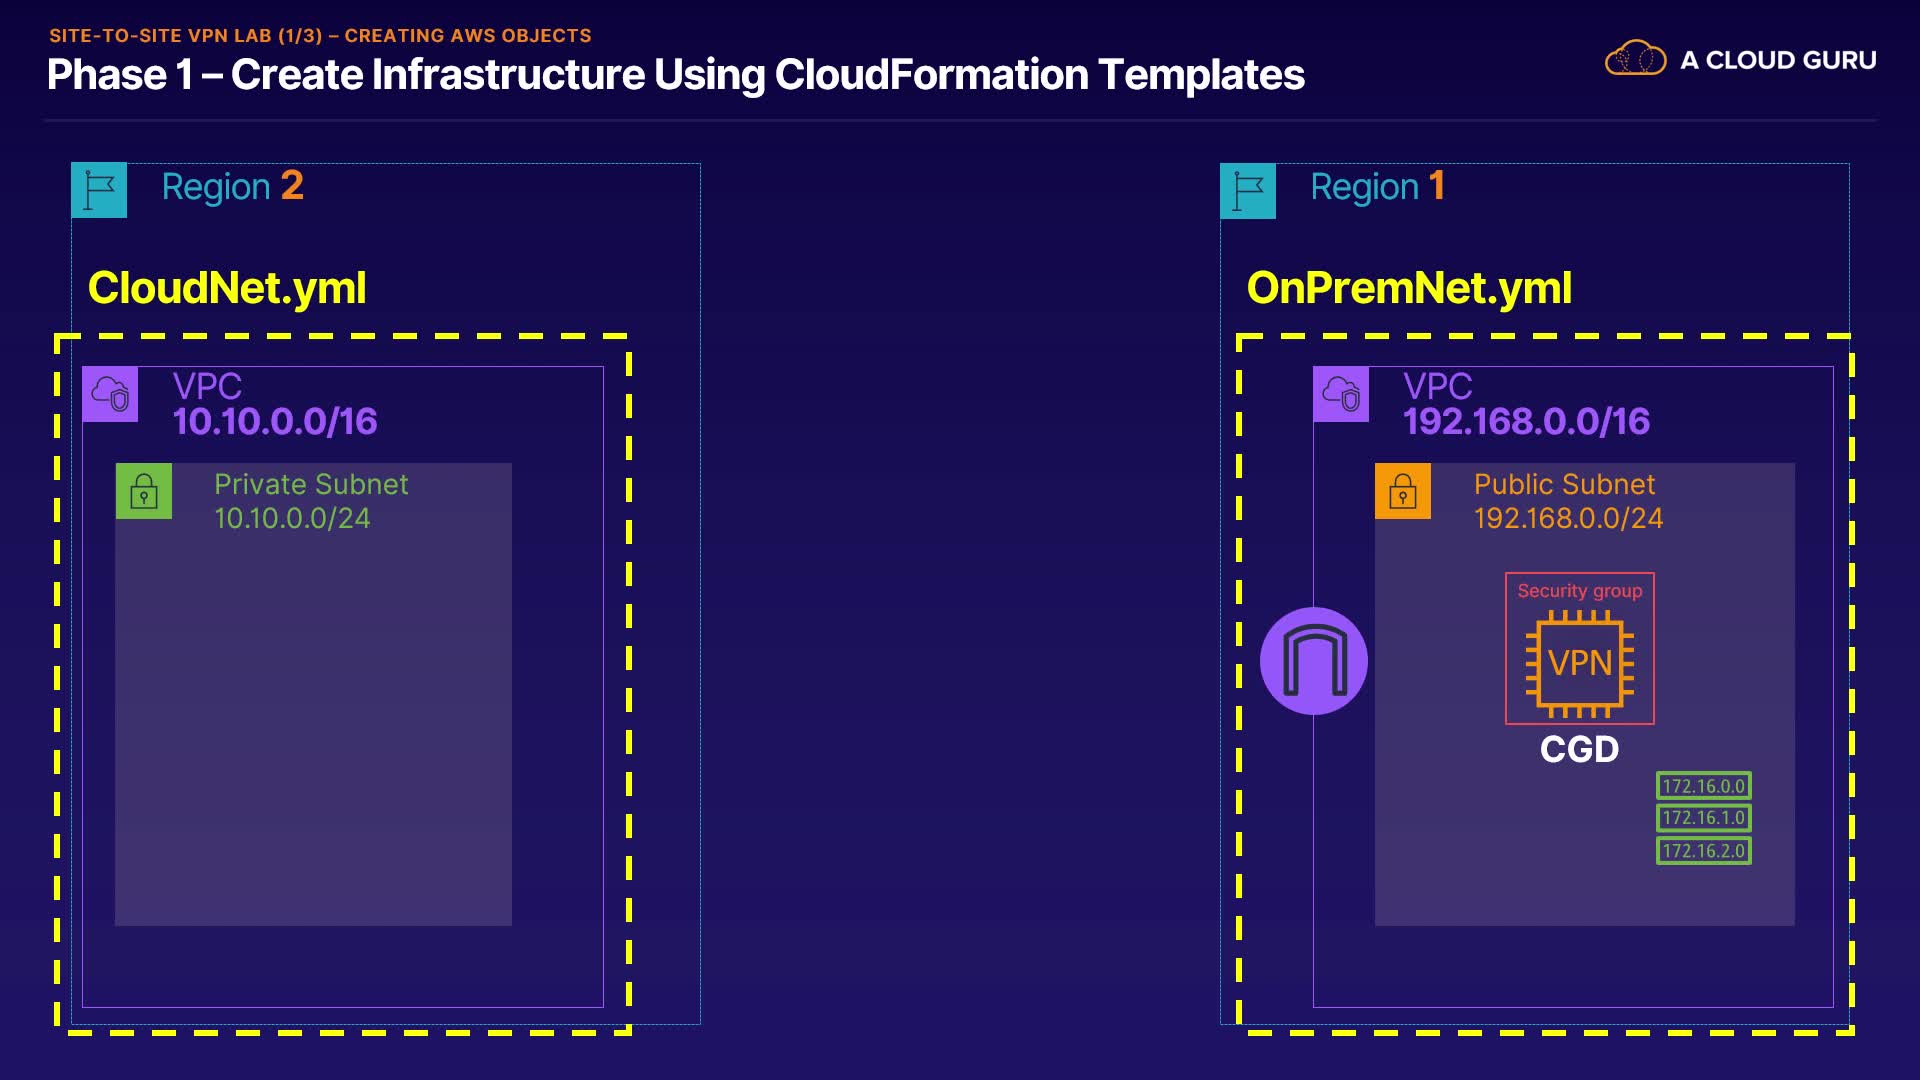 SITE-TO-SITE VPN LAB (1/3) – CREATING AWS OBJECTS
Phase 1 – Create Infrastructure Using CloudFormation Templates
A CLOUD GURU
Region 2
CloudNet.yml
VPC
10.10.0.0/16
Private Subnet
10.10.0.0/24
Region 1
OnPremNet.yml
VPC
192.168.0.0/16
Public Subnet
192.168.0.0/24
Security group
VPN
CGD
172.16.0.0
172.16.1.0
172.16.2.0